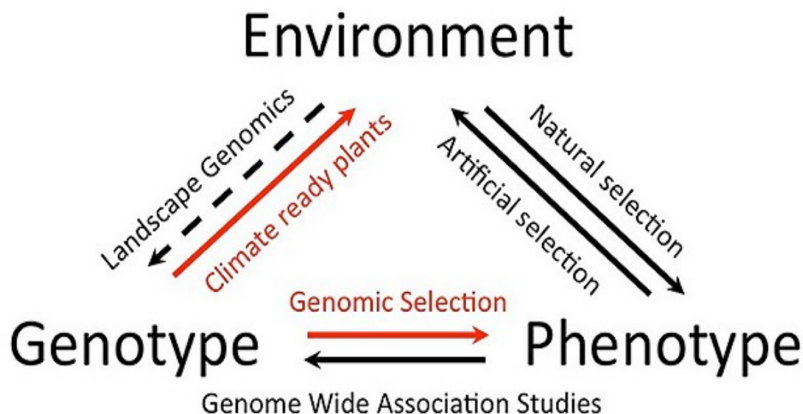 Environment
Landscape Genomics
Climate ready plants
Artificial selection
Natural selection
Genomic Selection
Genotype
Phenotype
Genome Wide Association Studies